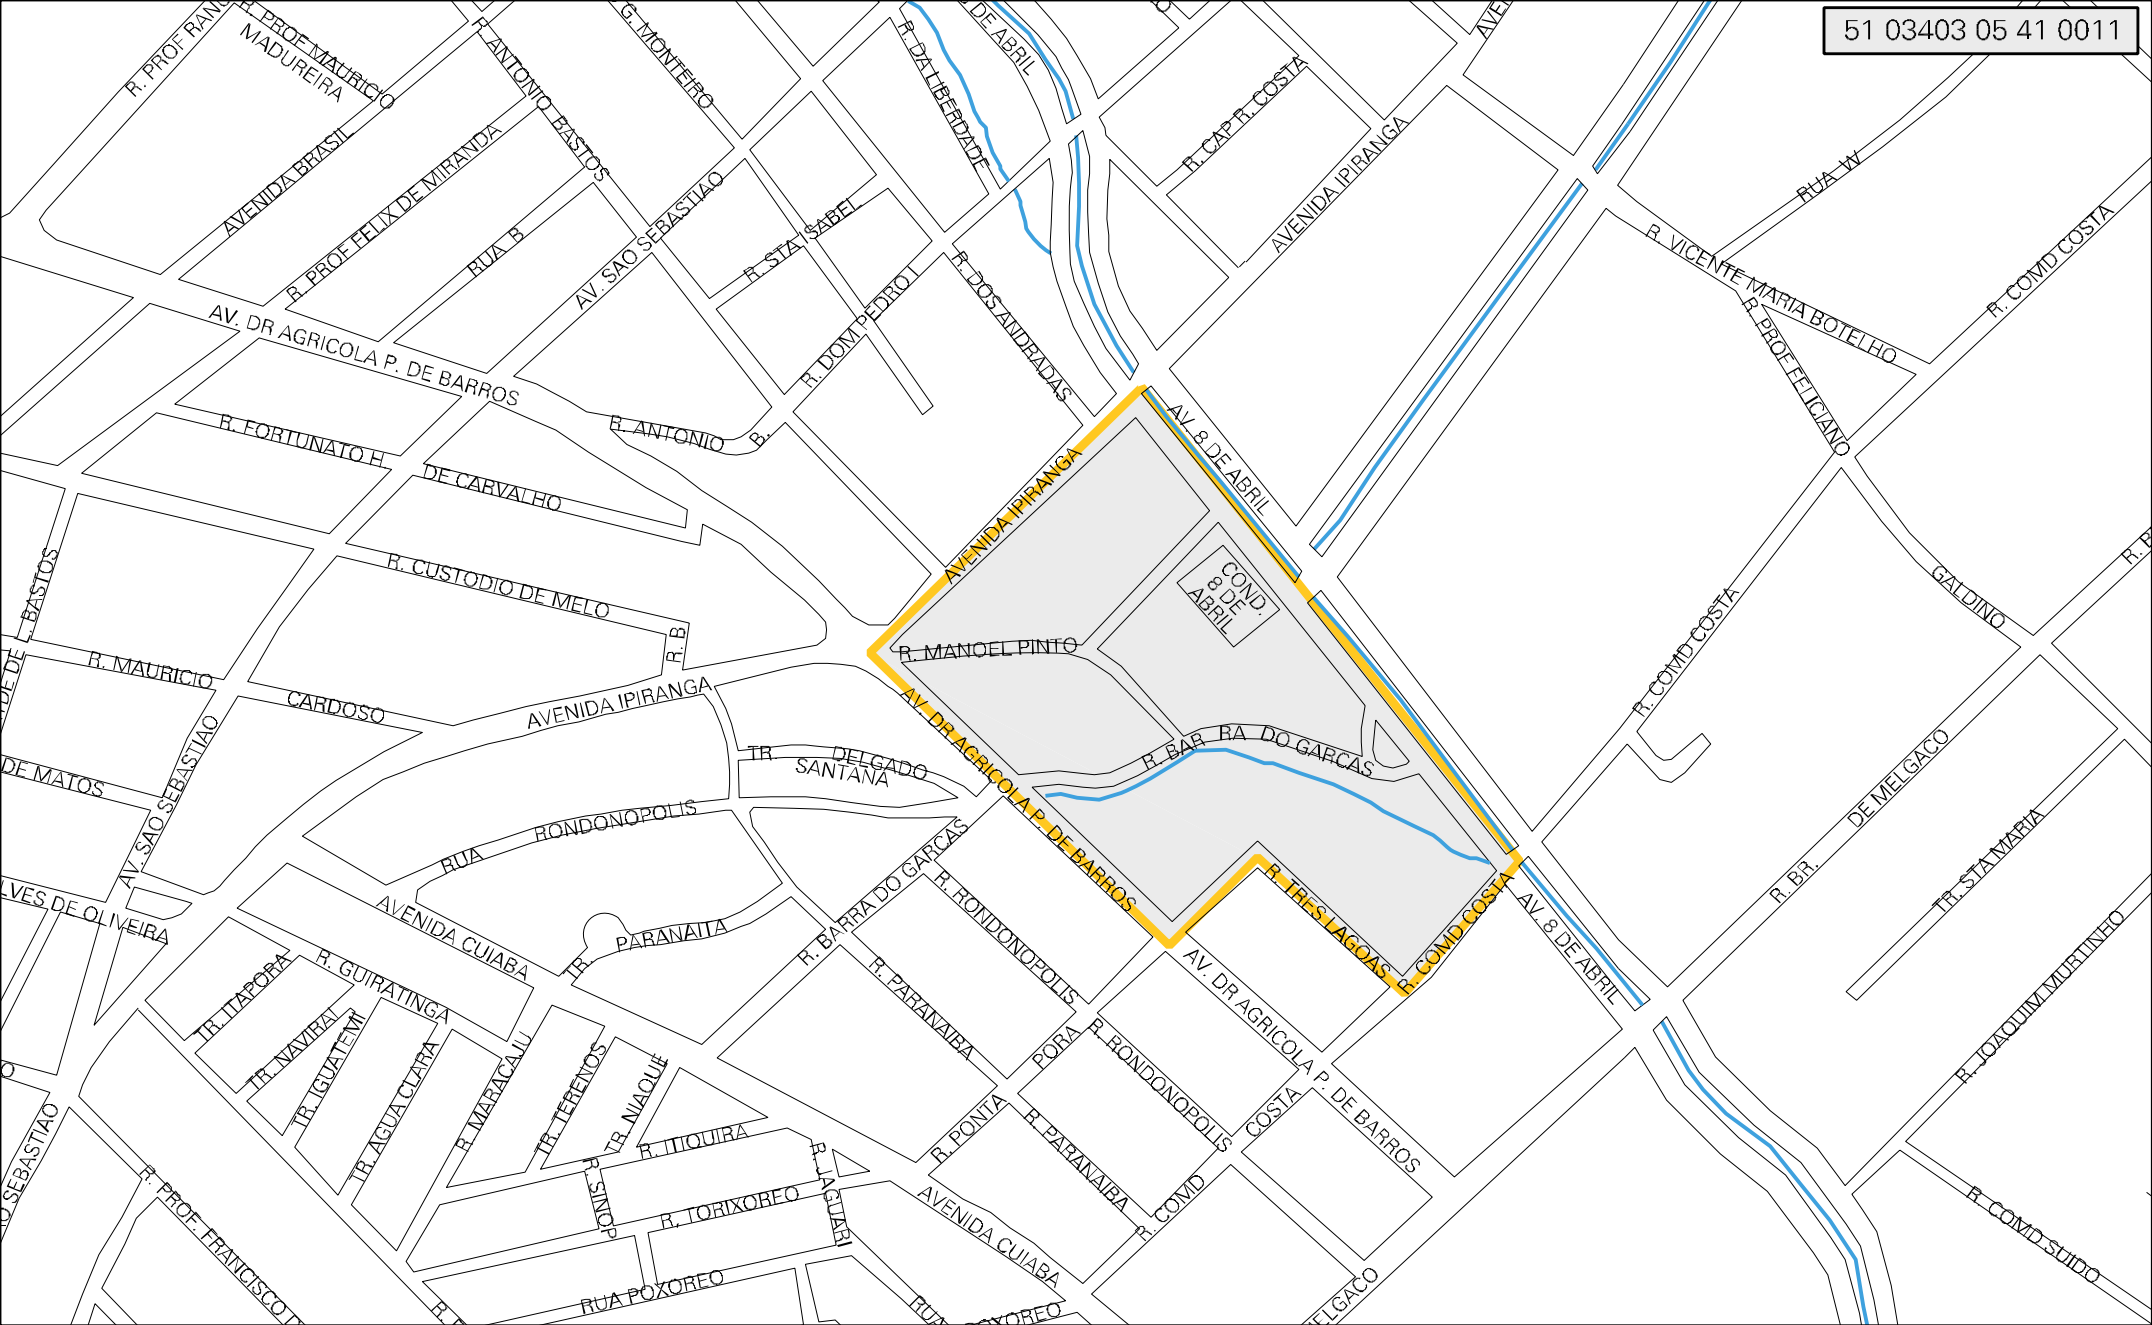 51 03403 05 41 0011
R. PROF MAURICIO
MADUREIRA
R. ANTONIO BASTOS
G. MONTEIRO
R. DA LIBERDADE
DE ABRIL
R. CAP R. COSTA
AVENIDA IPIRANGA
RUA W
R. VICENTE MARIA BOTELHO
R. COMD COSTA
R. PROF FELICIANO
GALDINO
AVENIDA BRASIL
R. PROF FELIX DE MIRANDA
RUA B
AV. SAO SEBASTIAO
R. STA ISABEL
R. DOM PEDRO I
R. DOS ANDRADAS
AV. DR AGRICOLA P. DE BARROS
R. FORTUNATO H
DE CARVALHO
R. ANTONIO B.
AV. 8 DE ABRIL
AVENIDA IPIRANGA
COND.
8 DE
ABRIL
R. CUSTODIO DE MELO
R. B
R. MANOEL PINTO
BASTOS
R. MAURICIO
CARDOSO
AVENIDA IPIRANGA
R. COMD COSTA
DE MATOS
AV. SAO SEBASTIAO
TR. DELGADO
SANTANA
AV. DR AGRICOLA P. DE BARROS
R. BAR RA DO GARCAS
R. BR. DE MELGACO
TR. STA MARIA
RUA RONDONOPOLIS
R. BARRA DO GARCAS
R. RONDONOPOLIS
R. TRES LAGOAS
R. COMD COSTA
AV. 8 DE ABRIL
LVES DE OLIVEIRA
AVENIDA CUIABA
TR. PARANAITA
R. GUIRATINGA
TR. ITAPORA
TR. NAVIRAI
TR. IGUATEMI
TR. AGUA CLARA
R. MARACAJU
TR. TERENOS
TR. NIAQUE
R. PARANAIBA
R. PONTA PORA
R. RONDONOPOLIS
AV. DR AGRICOLA P. DE BARROS
R. JOAQUIM MURTINHO
R. ITIQUIRA
R. SINOP
R. JAGUARI
R. TORIXOREO
R. PARANAIBA
R. COMD COSTA
AVENIDA CUIABA
R. COMD SUIDO
O SEBASTIAO
R. PROF. FRANCISCO
RUA POXOREO
RUA POXOREO
MELGACO